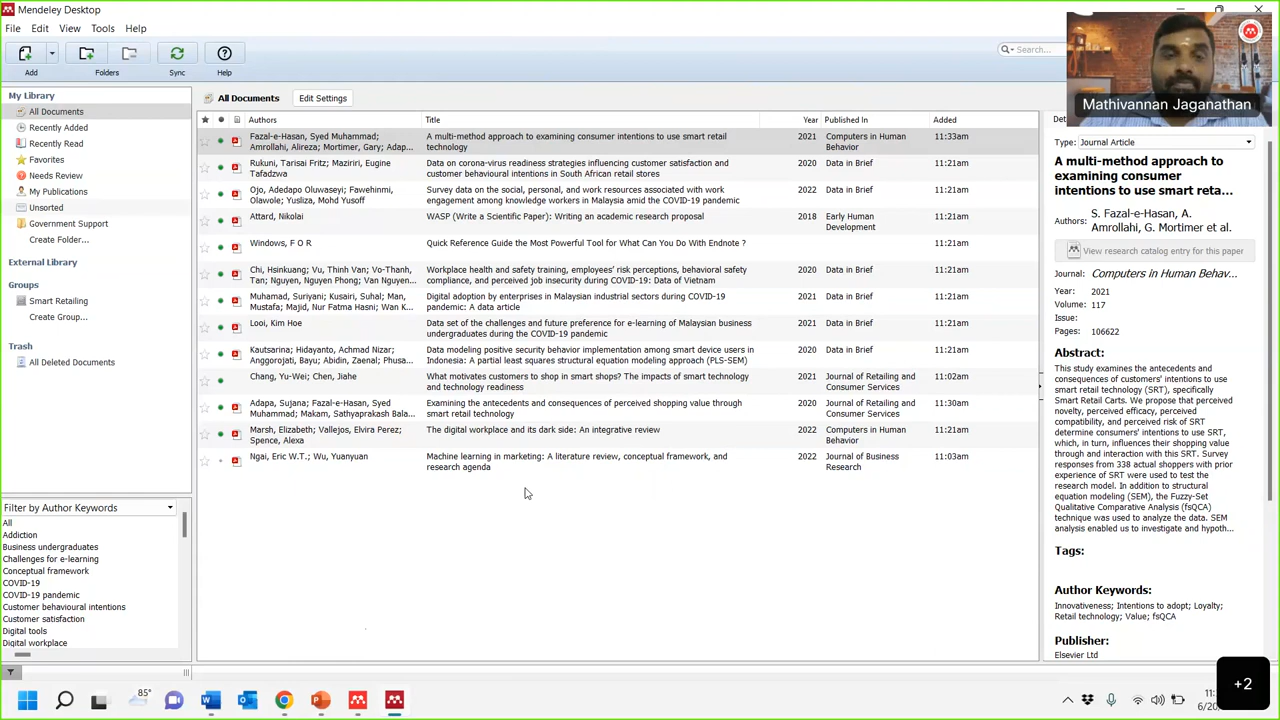 Mendeley Desktop
File Edit View Tools Help
Add Folders Sync Help
Search...
Mathivannan Jaganathan
My Library
All Documents
Recently Added
Recently Read
Favorites
Needs Review
My Publications
Unsorted
Government Support
Create Folder...
External Library
Groups
Smart Retailing
Create Group...
Trash
All Deleted Documents
Filter by Author Keywords
All
Addiction
Business undergraduates
Challenges for e-learning
Conceptual framework
COVID-19
COVID-19 pandemic
Customer behavioural intentions
Customer satisfaction
Digital tools
Digital workplace
All Documents Edit Settings
Authors Title Year Published In Added
Fazal-e-Hasan, Syed Muhammad; A multi-method approach to examining consumer intentions to use smart retail 2021 Computers in Human 11:33am
Amrollahi, Alireza; Mortimer, Gary; Adap... technology Behavior
Rukuni, Tarisai Fritz; Maziriri, Eugine Data on corona-virus readiness strategies influencing customer satisfaction and 2020 Data in Brief 11:21am
Tafadzwa customer behavioural intentions in South African retail stores
Ojo, Adedapo Oluwaseyi; Fawehinmi, Survey data on the social, personal, and work resources associated with work 2022 Data in Brief 11:21am
Olawole; Yusliza, Mohd Yusoff engagement among knowledge workers in Malaysia amid the COVID-19 pandemic
Attard, Nikolai WASP (Write a Scientific Paper): Writing an academic research proposal 2018 Early Human 11:21am
Development
Windows, F O R Quick Reference Guide the Most Powerful Tool for What Can You Do With Endnote ? 11:21am
Chi, Hsinkuang; Vu, Thinh Van; Vo-Thanh, Workplace health and safety training, employees' risk perceptions, behavioral safety 2020 Data in Brief 11:21am
Tan; Nguyen, Nguyen Phong; Van Nguyen... compliance, and perceived job insecurity during COVID-19: Data of Vietnam
Muhamad, Suriyani; Kusairi, Suhal; Man, Digital adoption by enterprises in Malaysian industrial sectors during COVID-19 2021 Data in Brief 11:21am
Mustafa; Majid, Nur Fatma Hasni; Wan K... pandemic: A data article
Looi, Kim Hoe Data set of the challenges and future preference for e-learning of Malaysian business 2021 Data in Brief 11:21am
undergraduates during the COVID-19 pandemic
Kautsarina; Hidayanto, Achmad Nizar; Data modeling positive security behavior implementation among smart device users in 2020 Data in Brief 11:21am
Anggorojati, Bayu; Abidin, Zaenal; Phusa... Indonesia: A partial least squares structural equation modeling approach (PLS-SEM)
Chang, Yu-Wei; Chen, Jiahe What motivates customers to shop in smart shops? The impacts of smart technology 2021 Journal of Retailing and 11:02am
and technology readiness Consumer Services
Adapa, Sujana; Fazal-e-Hasan, Syed Examining the antecedents and consequences of perceived shopping value through 2020 Journal of Retailing and 11:30am
Muhammad; Makam, Sathyaprakash Bala... smart retail technology Consumer Services
Marsh, Elizabeth; Vallejos, Elvira Perez; The digital workplace and its dark side: An integrative review 2022 Computers in Human 11:21am
Spence, Alexa Behavior
Ngai, Eric W.T.; Wu, Yuanyuan Machine learning in marketing: A literature review, conceptual framework, and 2022 Journal of Business 11:03am
research agenda Research
Type: Journal Article
A multi-method approach to
examining consumer
intentions to use smart reta...
Authors: S. Fazal-e-Hasan, A.
Amrollahi, G. Mortimer et al.
View research catalog entry for this paper
Journal: Computers in Human Behav...
Year: 2021
Volume: 117
Issue:
Pages: 106622
Abstract:
This study examines the antecedents and
consequences of customers' intentions to use
smart retail technology (SRT), specifically
Smart Retail Carts. We propose that perceived
novelty, perceived efficacy, perceived
compatibility, and perceived risk of SRT
determine consumers' intentions to use SRT,
which, in turn, influences their shopping value
through and interaction with this SRT. Survey
responses from 338 actual shoppers with prior
experience of SRT were used to test the
research model. In addition to structural
equation modeling (SEM), the Fuzzy-Set
Qualitative Comparative Analysis (fsQCA)
technique was used to analyze the data. SEM
analysis enabled us to investigate and hypoth...
Tags:
Author Keywords:
Innovativeness; Intentions to adopt; Loyalty;
Retail technology; Value; fsQCA
Publisher:
Elsevier Ltd
85°
+2